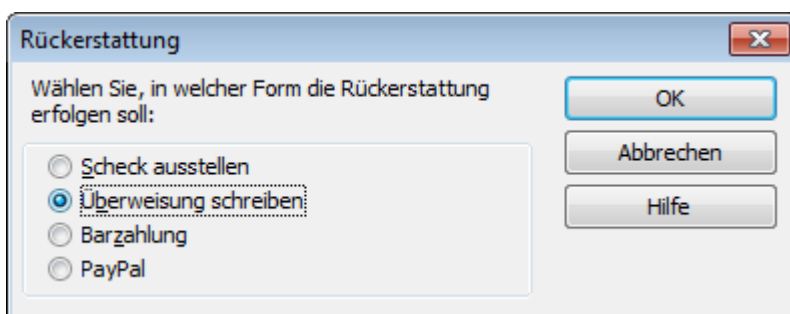 Rückerstattung
Wählen Sie, in welcher Form die Rückerstattung
erfolgen soll:
Scheck ausstellen
Überweisung schreiben
Barzahlung
PayPal
OK
Abbrechen
Hilfe